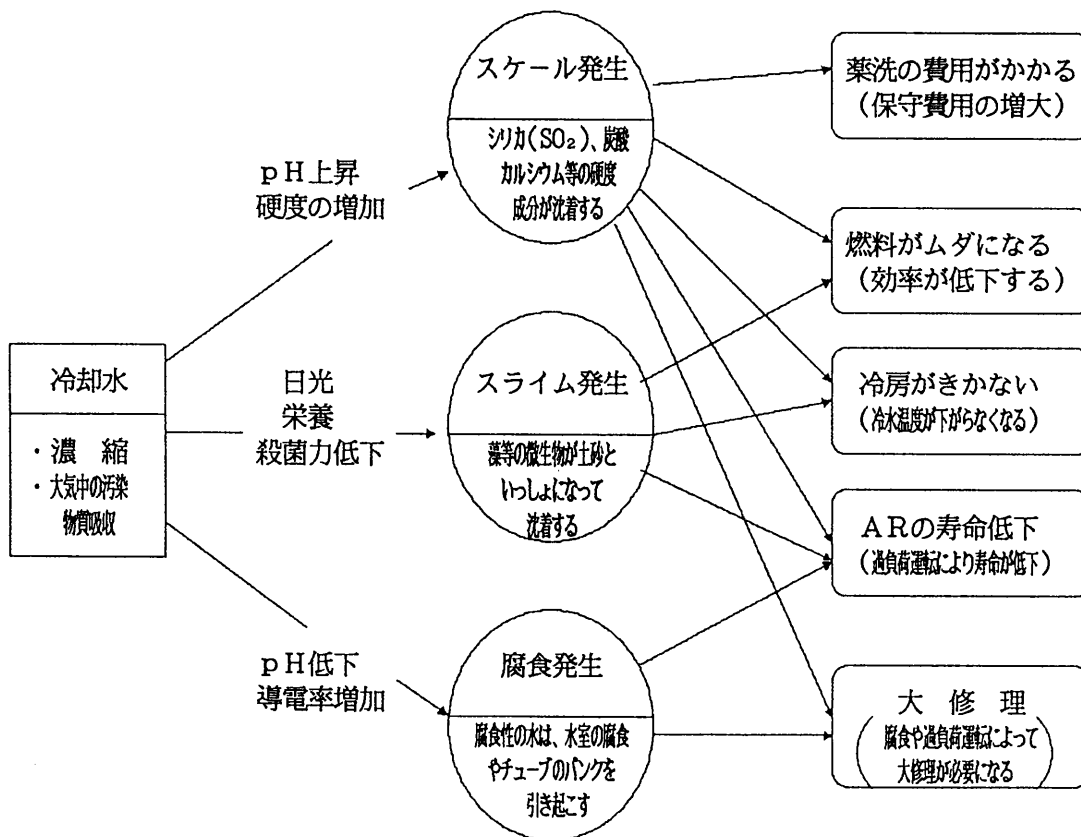 冷却水
・濃　縮
・大気中の汚染
物質吸収
ｐＨ上昇
硬度の増加
日光
栄養
殺菌力低下
ｐＨ低下
導電率増加
スケール発生
シリカ(SO₂)、炭酸
カルシウム等の硬度
成分が沈着する
スライム発生
藻等の微生物が土砂と
いっしょになって
沈着する
腐食発生
腐食性の水は、水室の腐食
やチューブのパンクを
引き起こす
薬洗の費用がかかる
（保守費用の増大）
燃料がムダになる
（効率が低下する）
冷房がきかない
（冷水温度が下がらなくなる）
ＡＲの寿命低下
（過負荷運転により寿命が低下）
大　修　理
（腐食や過負荷運転によって
大修理が必要になる）